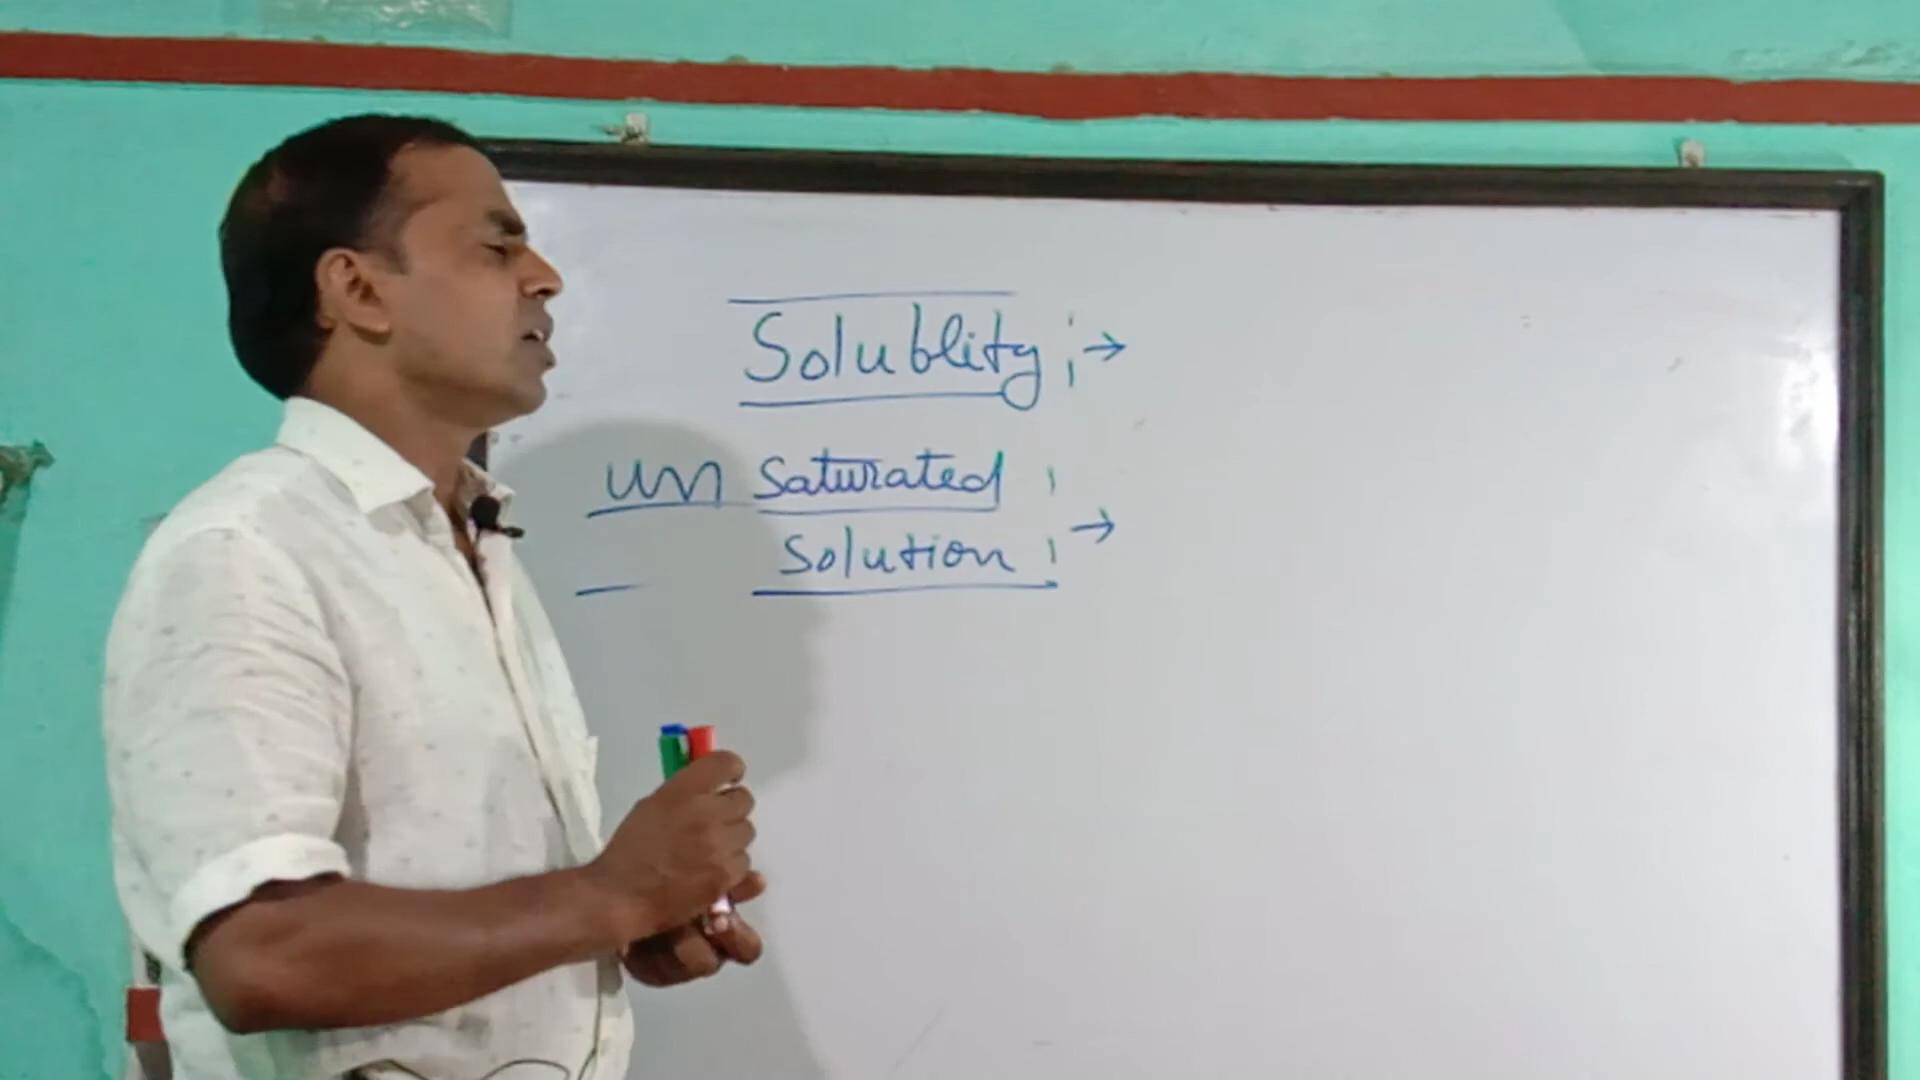 Solublity :→
un saturated
solution :→